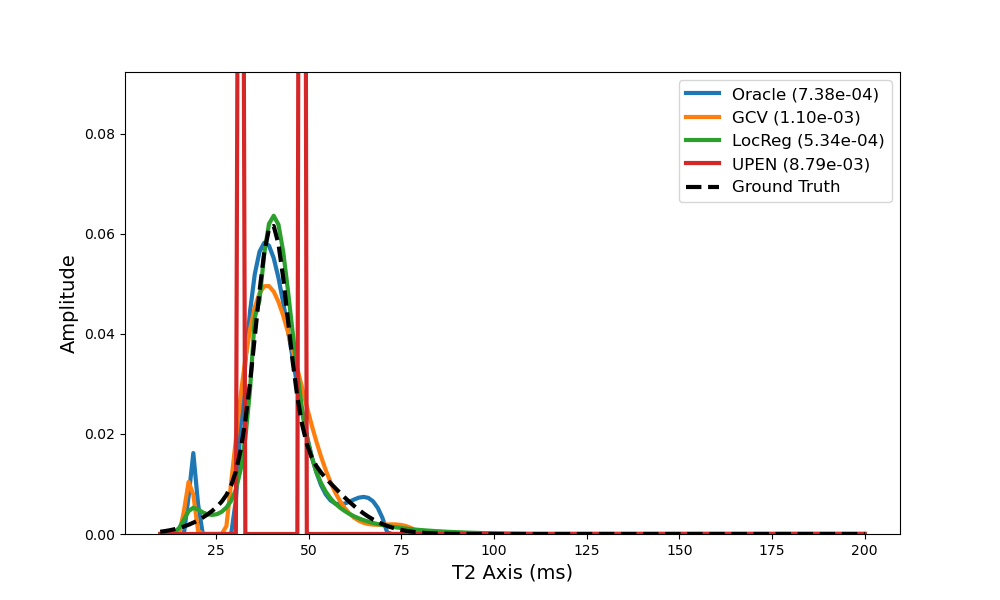 Oracle (7.38e-04)
GCV (1.10e-03)
LocReg (5.34e-04)
UPEN (8.79e-03)
Ground Truth
0.08
0.06
0.04
0.02
0.00
Amplitude
25 50 75 100 125 150 175 200
T2 Axis (ms)